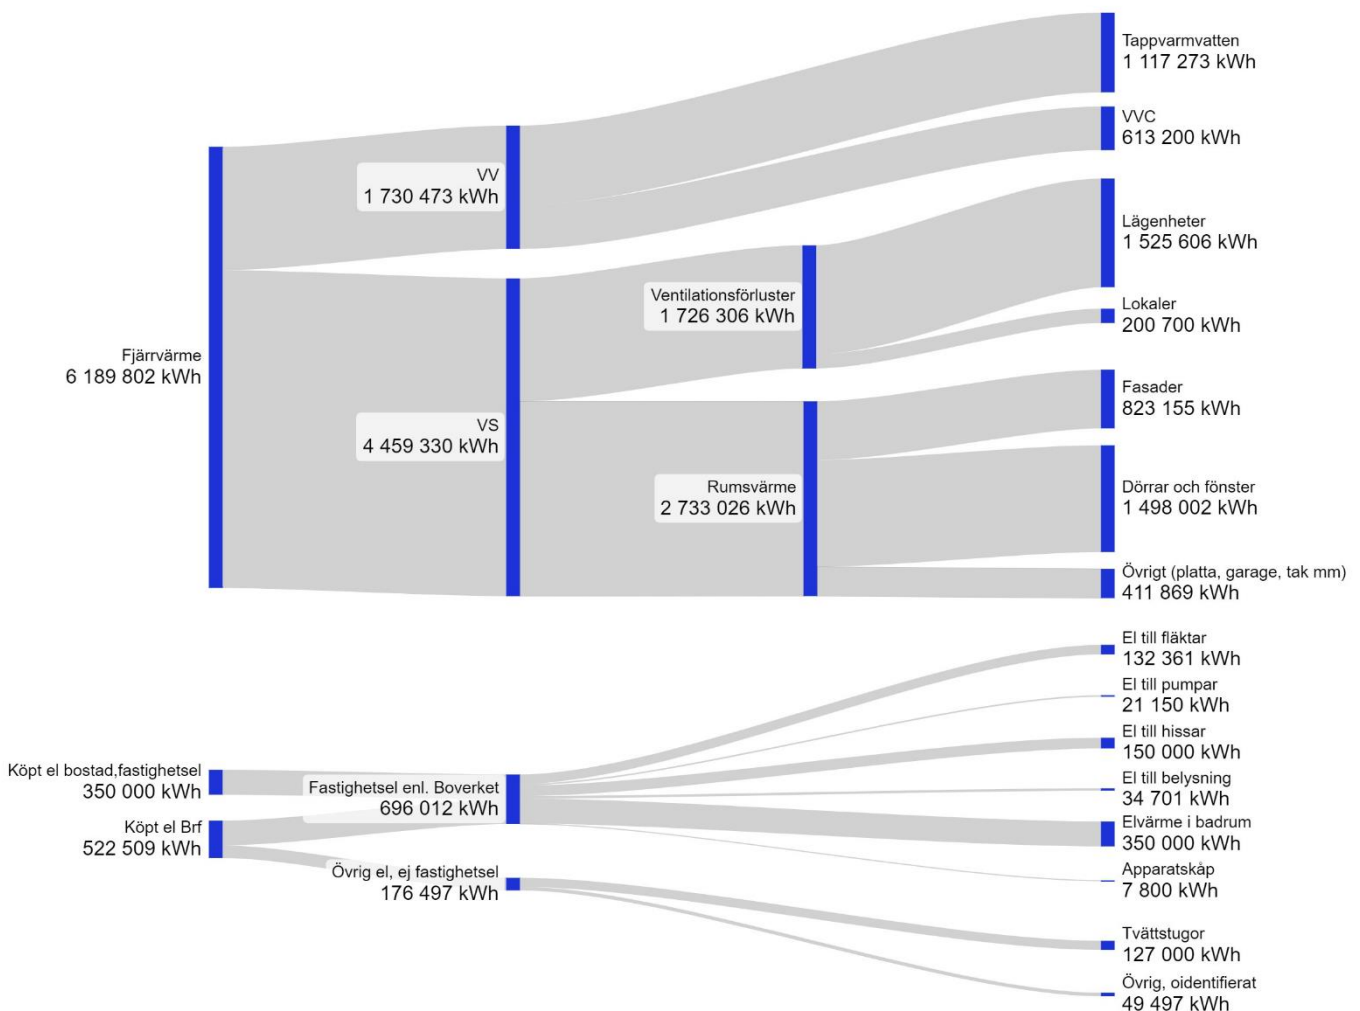 Tappvarmvatten
1 117 273 kWh
VVC
613 200 kWh
VV
1 730 473 kWh
Lägenheter
1 525 606 kWh
Ventilationsförluster
1 726 306 kWh
Lokaler
200 700 kWh
Fjärrvärme
6 189 802 kWh
Fasader
823 155 kWh
VS
4 459 330 kWh
Rumsvärme
2 733 026 kWh
Dörrar och fönster
1 498 002 kWh
Övrigt (platta, garage, tak mm)
411 869 kWh
El till fläktar
132 361 kWh
El till pumpar
21 150 kWh
El till hissar
150 000 kWh
Köpt el bostad,fastighetsel
350 000 kWh
Fastighetsel enl. Boverket
696 012 kWh
El till belysning
34 701 kWh
Köpt el Brf
522 509 kWh
Elvärme i badrum
350 000 kWh
Övrig el, ej fastighetsel
176 497 kWh
Apparatskåp
7 800 kWh
Tvättstugor
127 000 kWh
Övrig, oidentifierat
49 497 kWh